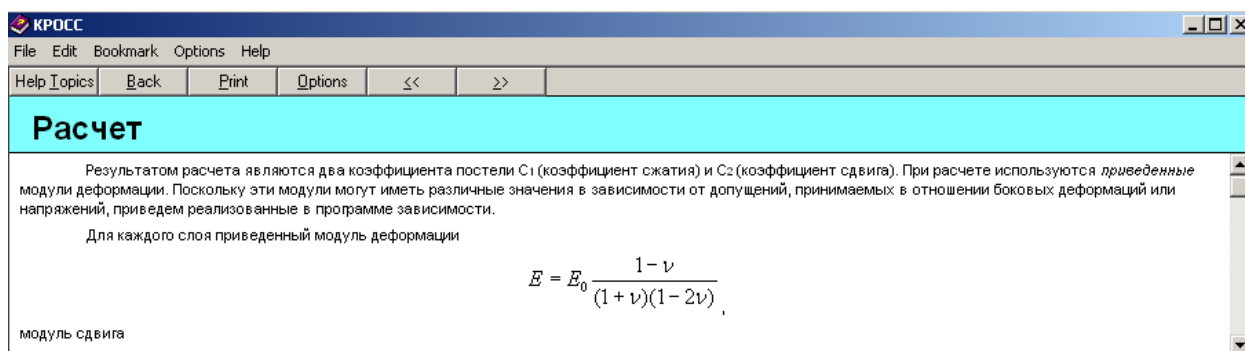 КРОСС
File Edit Bookmark Options Help
Help Topics Back Print Options << >>
Расчет
Результатом расчета являются два коэффициента постели C1 (коэффициент сжатия) и C2 (коэффициент сдвига). При расчете используются приведенные
модули деформации. Поскольку эти модули могут иметь различные значения в зависимости от допущений, принимаемых в отношении боковых деформаций или
напряжений, приведем реализованные в программе зависимости.
Для каждого слоя приведенный модуль деформации
E = E₀ (1 − ν) / ((1 + ν)(1 − 2ν)) ,
модуль сдвига